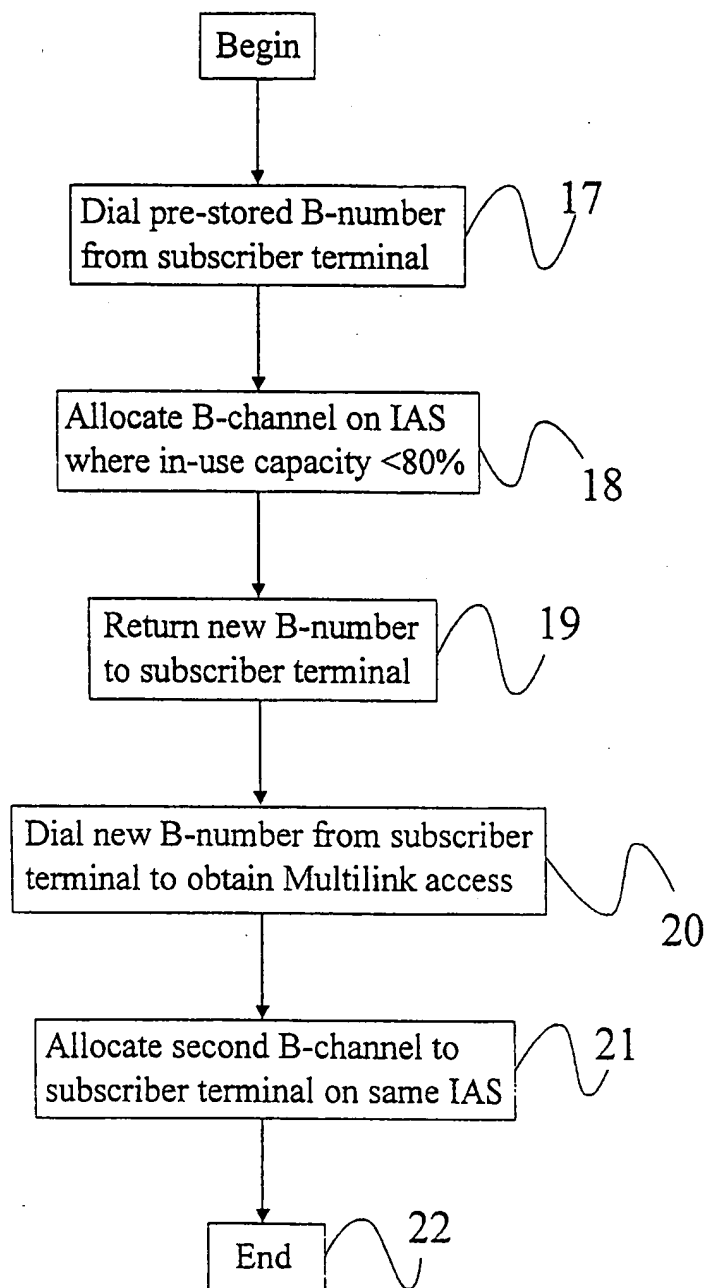 Begin
Dial pre-stored B-number
from subscriber terminal
17
Allocate B-channel on IAS
where in-use capacity <80%
18
Return new B-number
to subscriber terminal
19
Dial new B-number from subscriber
terminal to obtain Multilink access
20
Allocate second B-channel to
subscriber terminal on same IAS
21
End
22